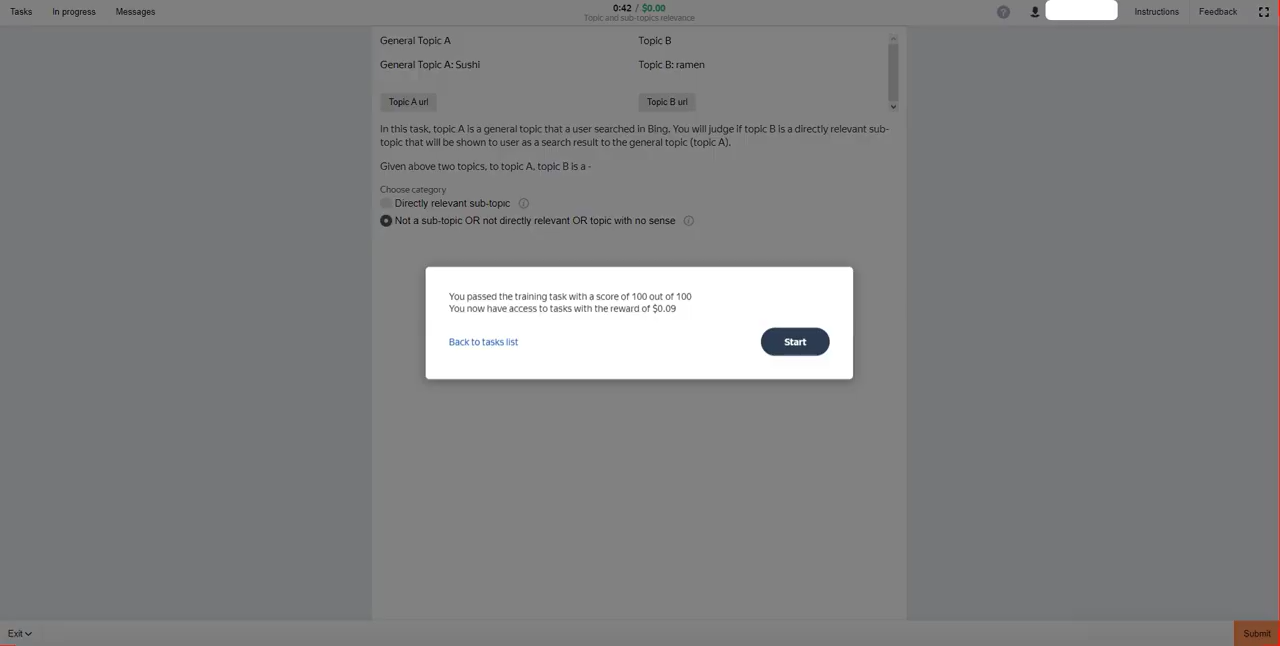 Tasks In progress Messages
0:42 / $0.00
Topic and sub-topics relevance
? Instructions Feedback
General Topic A Topic B
General Topic A: Sushi Topic B: ramen
Topic A url Topic B url
In this task, topic A is a general topic that a user searched in Bing. You will judge if topic B is a directly relevant sub-
topic that will be shown to user as a search result to the general topic (topic A).
Given above two topics, to topic A, topic B is a -
Choose category
Directly relevant sub-topic
Not a sub-topic OR not directly relevant OR topic with no sense
You passed the training task with a score of 100 out of 100
You now have access to tasks with the reward of $0.09
Back to tasks list Start
Exit Submit